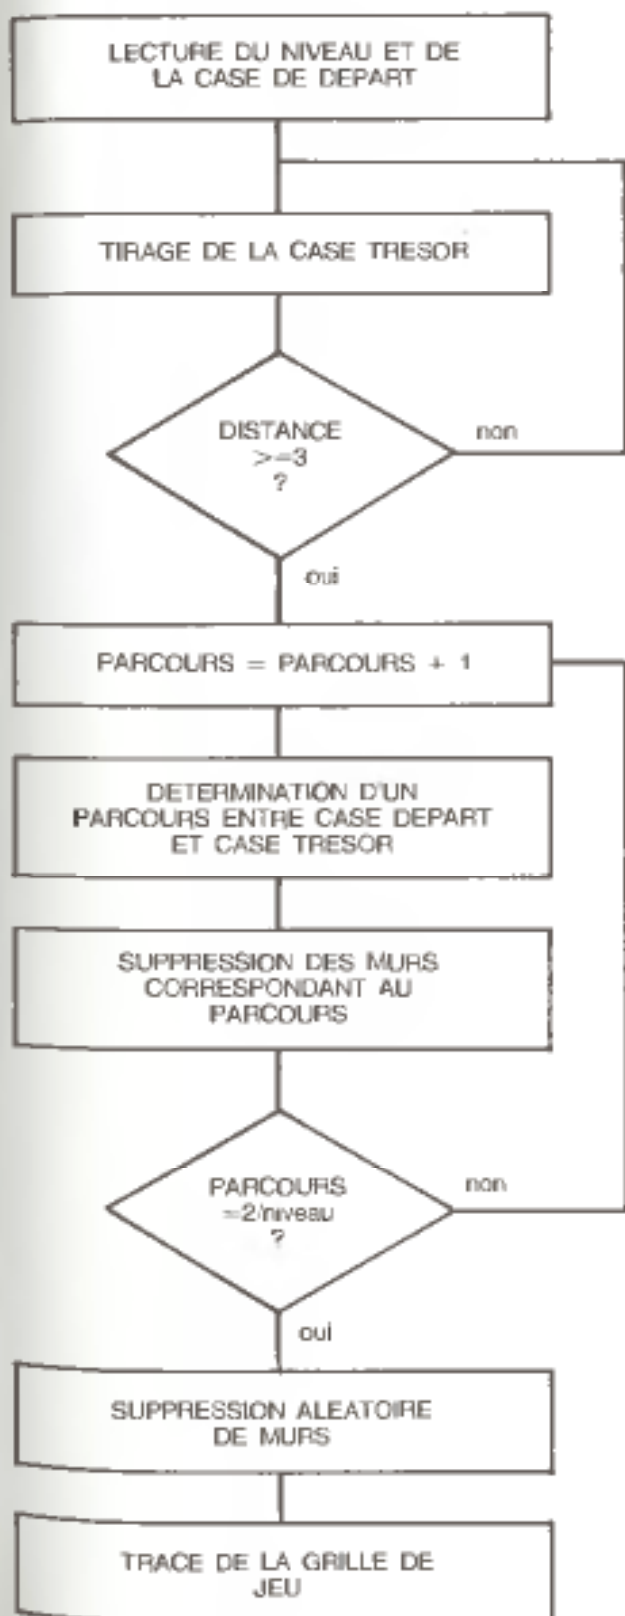 LECTURE DU NIVEAU ET DE
LA CASE DE DEPART
TIRAGE DE LA CASE TRESOR
DISTANCE
>=3
?
non
oui
PARCOURS = PARCOURS + 1
DETERMINATION D'UN
PARCOURS ENTRE CASE DEPART
ET CASE TRESOR
SUPPRESSION DES MURS
CORRESPONDANT AU
PARCOURS
PARCOURS
=2/niveau
?
non
oui
SUPPRESSION ALEATOIRE
DE MURS
TRACE DE LA GRILLE DE
JEU